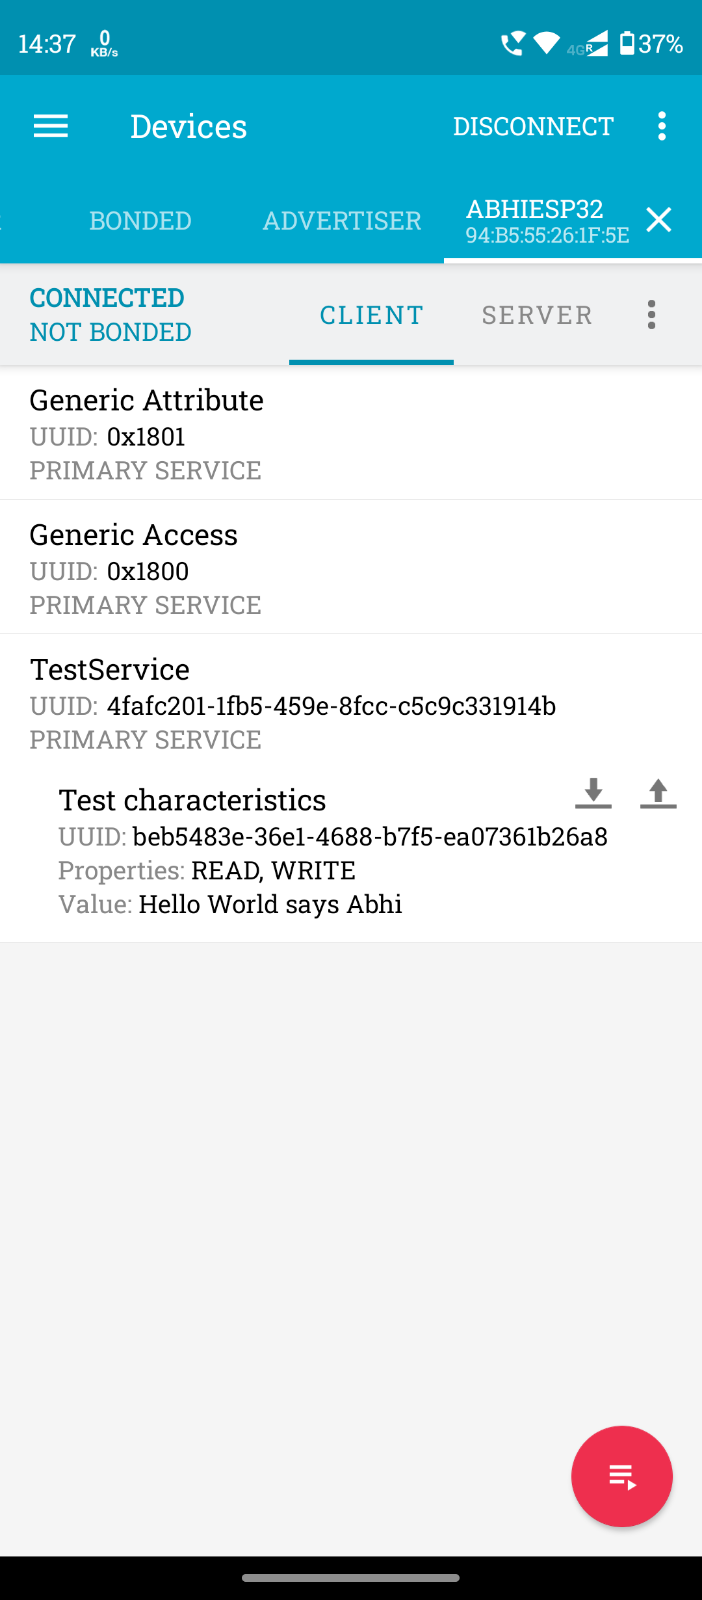 14:37 0 KB/s 4G R 37%
Devices DISCONNECT
BONDED ADVERTISER ABHIESP32
94:B5:55:26:1F:5E
CONNECTED
NOT BONDED
CLIENT SERVER
Generic Attribute
UUID: 0x1801
PRIMARY SERVICE
Generic Access
UUID: 0x1800
PRIMARY SERVICE
TestService
UUID: 4fafc201-1fb5-459e-8fcc-c5c9c331914b
PRIMARY SERVICE
Test characteristics
UUID: beb5483e-36e1-4688-b7f5-ea07361b26a8
Properties: READ, WRITE
Value: Hello World says Abhi